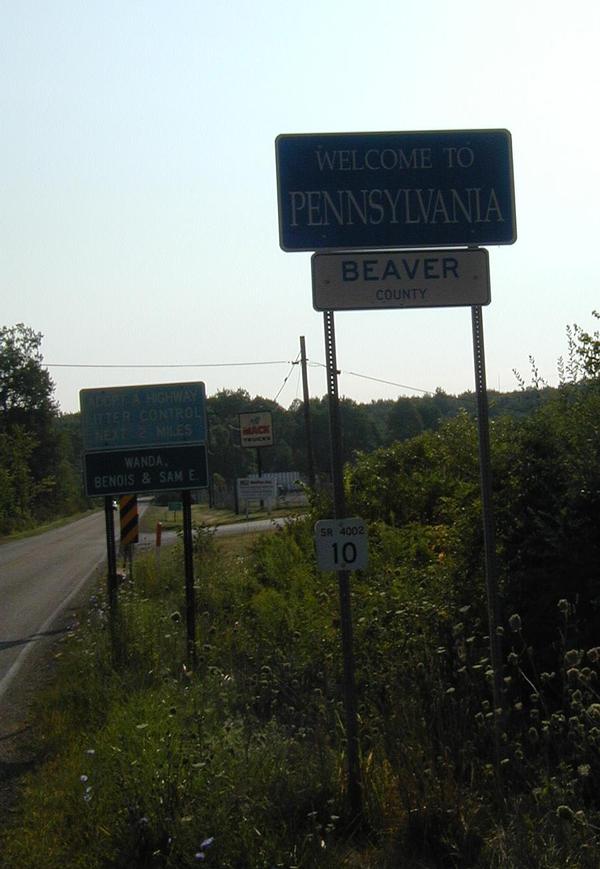 WELCOME TO
PENNSYLVANIA
BEAVER
COUNTY
ADOPT A HIGHWAY
LITTER CONTROL
NEXT 2 MILES
WANDA,
BENOIS & SAM E.
MACK
TRUCKS
SR 4002
10